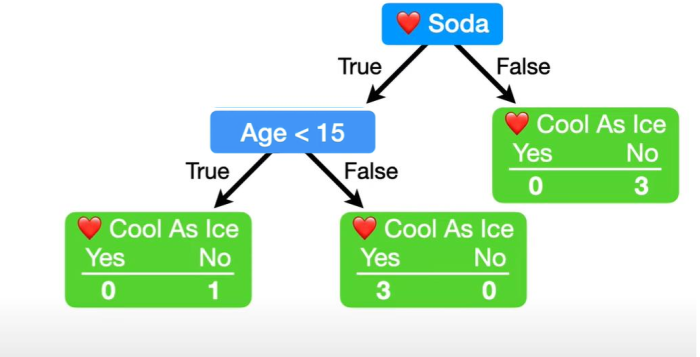 ❤️ Soda
True
False
Age < 15
❤️ Cool As Ice
Yes No
0 3
True
False
❤️ Cool As Ice
Yes No
0 1
❤️ Cool As Ice
Yes No
3 0